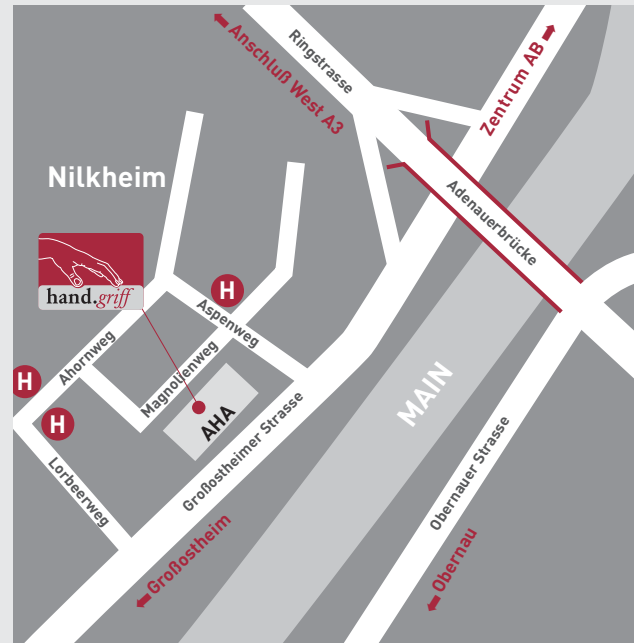 Anschluß West A3
Ringstrasse
Zentrum AB
Nilkheim
Adenauerbrücke
hand.griff
H
Aspenweg
Ahornweg
Magnolienweg
H
H
AHA
MAIN
Lorbeerweg
Großostheimer Strasse
Obernauer Strasse
Großostheim
Obernau